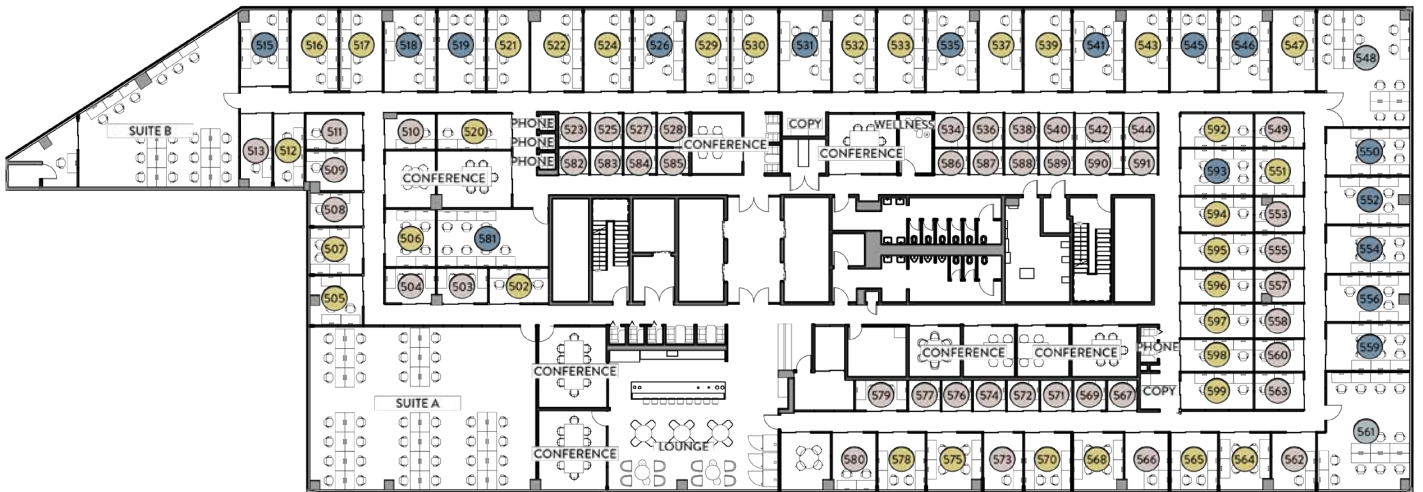 515 516 517 518 519 521 522 524 526 529 530 531 532 533 535 537 539 541 543 545 546 547 548
SUITE B
513 512 511 510 520 PHONE 523 525 527 528 COPY WELLNESS 534 536 538 540 542 544 592 549
PHONE CONFERENCE
509 PHONE 582 583 584 585 CONFERENCE 586 587 588 589 590 591 593 551 550
CONFERENCE
508 594 553 552
507 506 581 595 555 554
505 504 503 502 596 557 556
597 558
CONFERENCE CONFERENCE PHONE 598 560 559
CONFERENCE
SUITE A 579 577 576 574 572 571 569 567 COPY 599 563
561
CONFERENCE LOUNGE
580 578 575 573 570 568 566 565 564 562